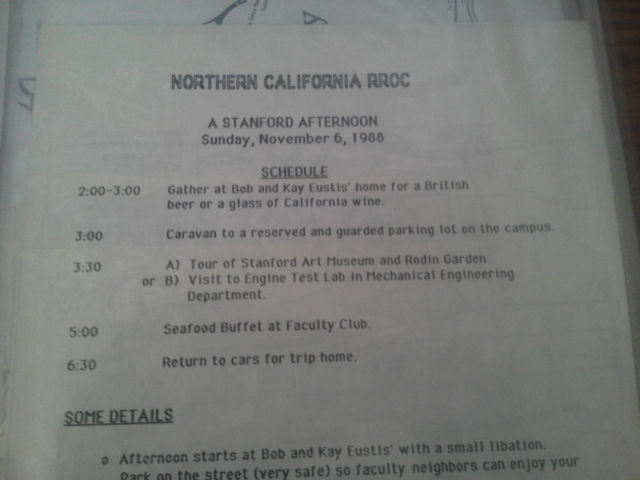 NORTHERN CALIFORNIA RROC
A STANFORD AFTERNOON
Sunday, November 6, 1988
SCHEDULE
2:00-3:00 Gather at Bob and Kay Eustis' home for a British
beer or a glass of California wine.
3:00 Caravan to a reserved and guarded parking lot on the campus.
3:30 A) Tour of Stanford Art Museum and Rodin Garden
or B) Visit to Engine Test Lab in Mechanical Engineering
Department.
5:00 Seafood Buffet at Faculty Club.
6:30 Return to cars for trip home.
SOME DETAILS
o Afternoon starts at Bob and Kay Eustis' with a small libation.
Park on the street (very safe) so faculty neighbors can enjoy your